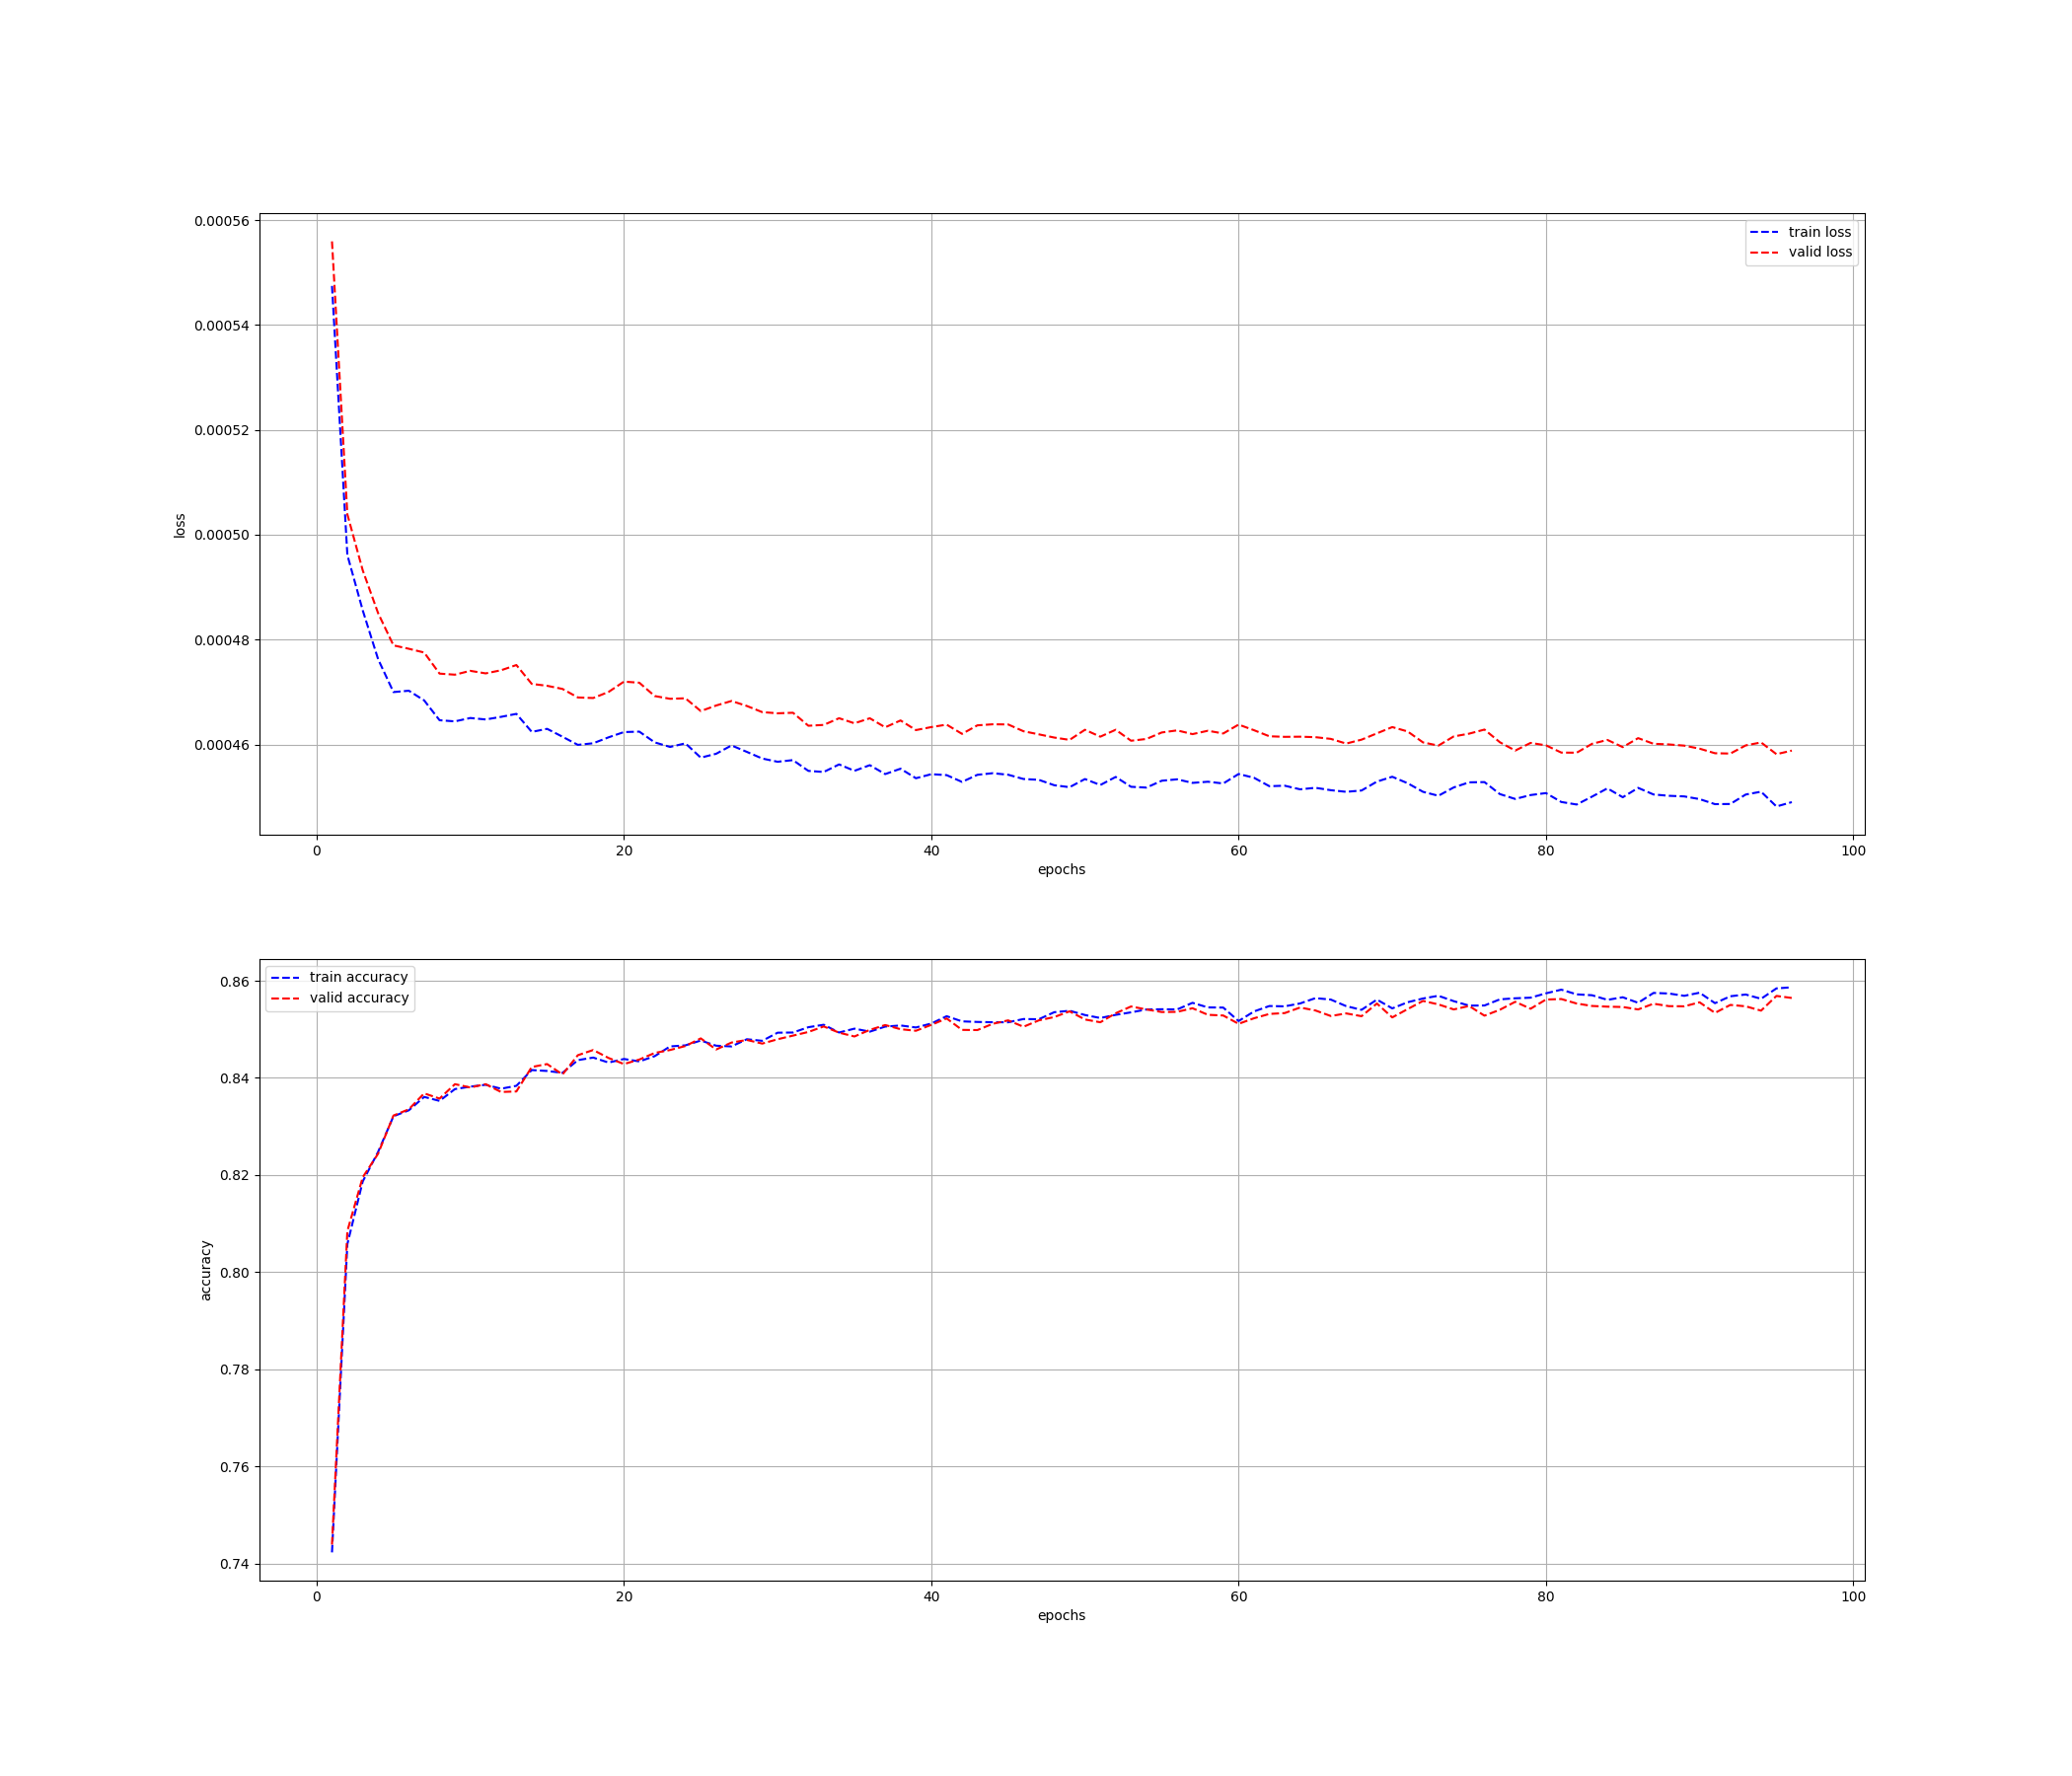 0.00056
0.00054
0.00052
0.00050
0.00048
0.00046
loss
train loss
valid loss
0 20 40 60 80 100
epochs
0.86
0.84
0.82
0.80
0.78
0.76
0.74
accuracy
train accuracy
valid accuracy
0 20 40 60 80 100
epochs